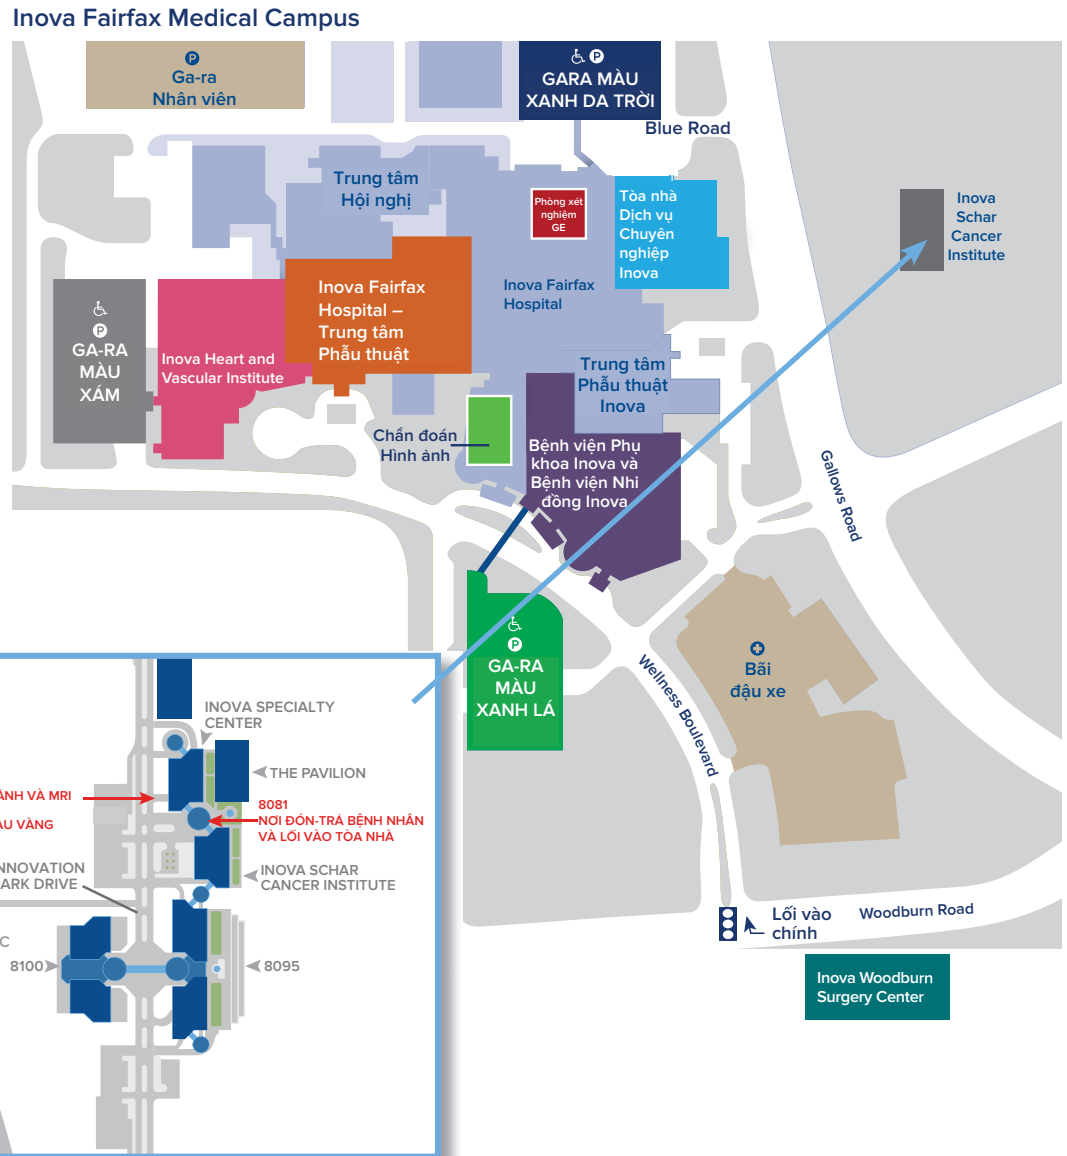 Inova Fairfax Medical Campus
Ga-ra
Nhân viên
GARA MÀU
XANH DA TRỜI
Blue Road
Trung tâm
Hội nghị
Phòng xét
nghiệm
GE
Tòa nhà
Dịch vụ
Chuyên
nghiệp
Inova
Inova
Schar
Cancer
Institute
Inova Fairfax
Hospital –
Trung tâm
Phẫu thuật
Inova Fairfax
Hospital
GA-RA
MÀU
XÁM
Inova Heart and
Vascular Institute
Trung tâm
Phẫu thuật
Inova
Chẩn đoán
Hình ảnh
Bệnh viện Phụ
khoa Inova và
Bệnh viện Nhi
đồng Inova
Gallows Road
GA-RA
MÀU
XANH LÁ
Wellness Boulevard
Bãi
đậu xe
INOVA SPECIALTY
CENTER
THE PAVILION
ÀNH VÀ MRI
ÀU VÀNG
8081
NƠI ĐÓN-TRẢ BỆNH NHÂN
VÀ LỐI VÀO TÒA NHÀ
NNOVATION
ARK DRIVE
INOVA SCHAR
CANCER INSTITUTE
C
8100
8095
Lối vào
chính
Woodburn Road
Inova Woodburn
Surgery Center